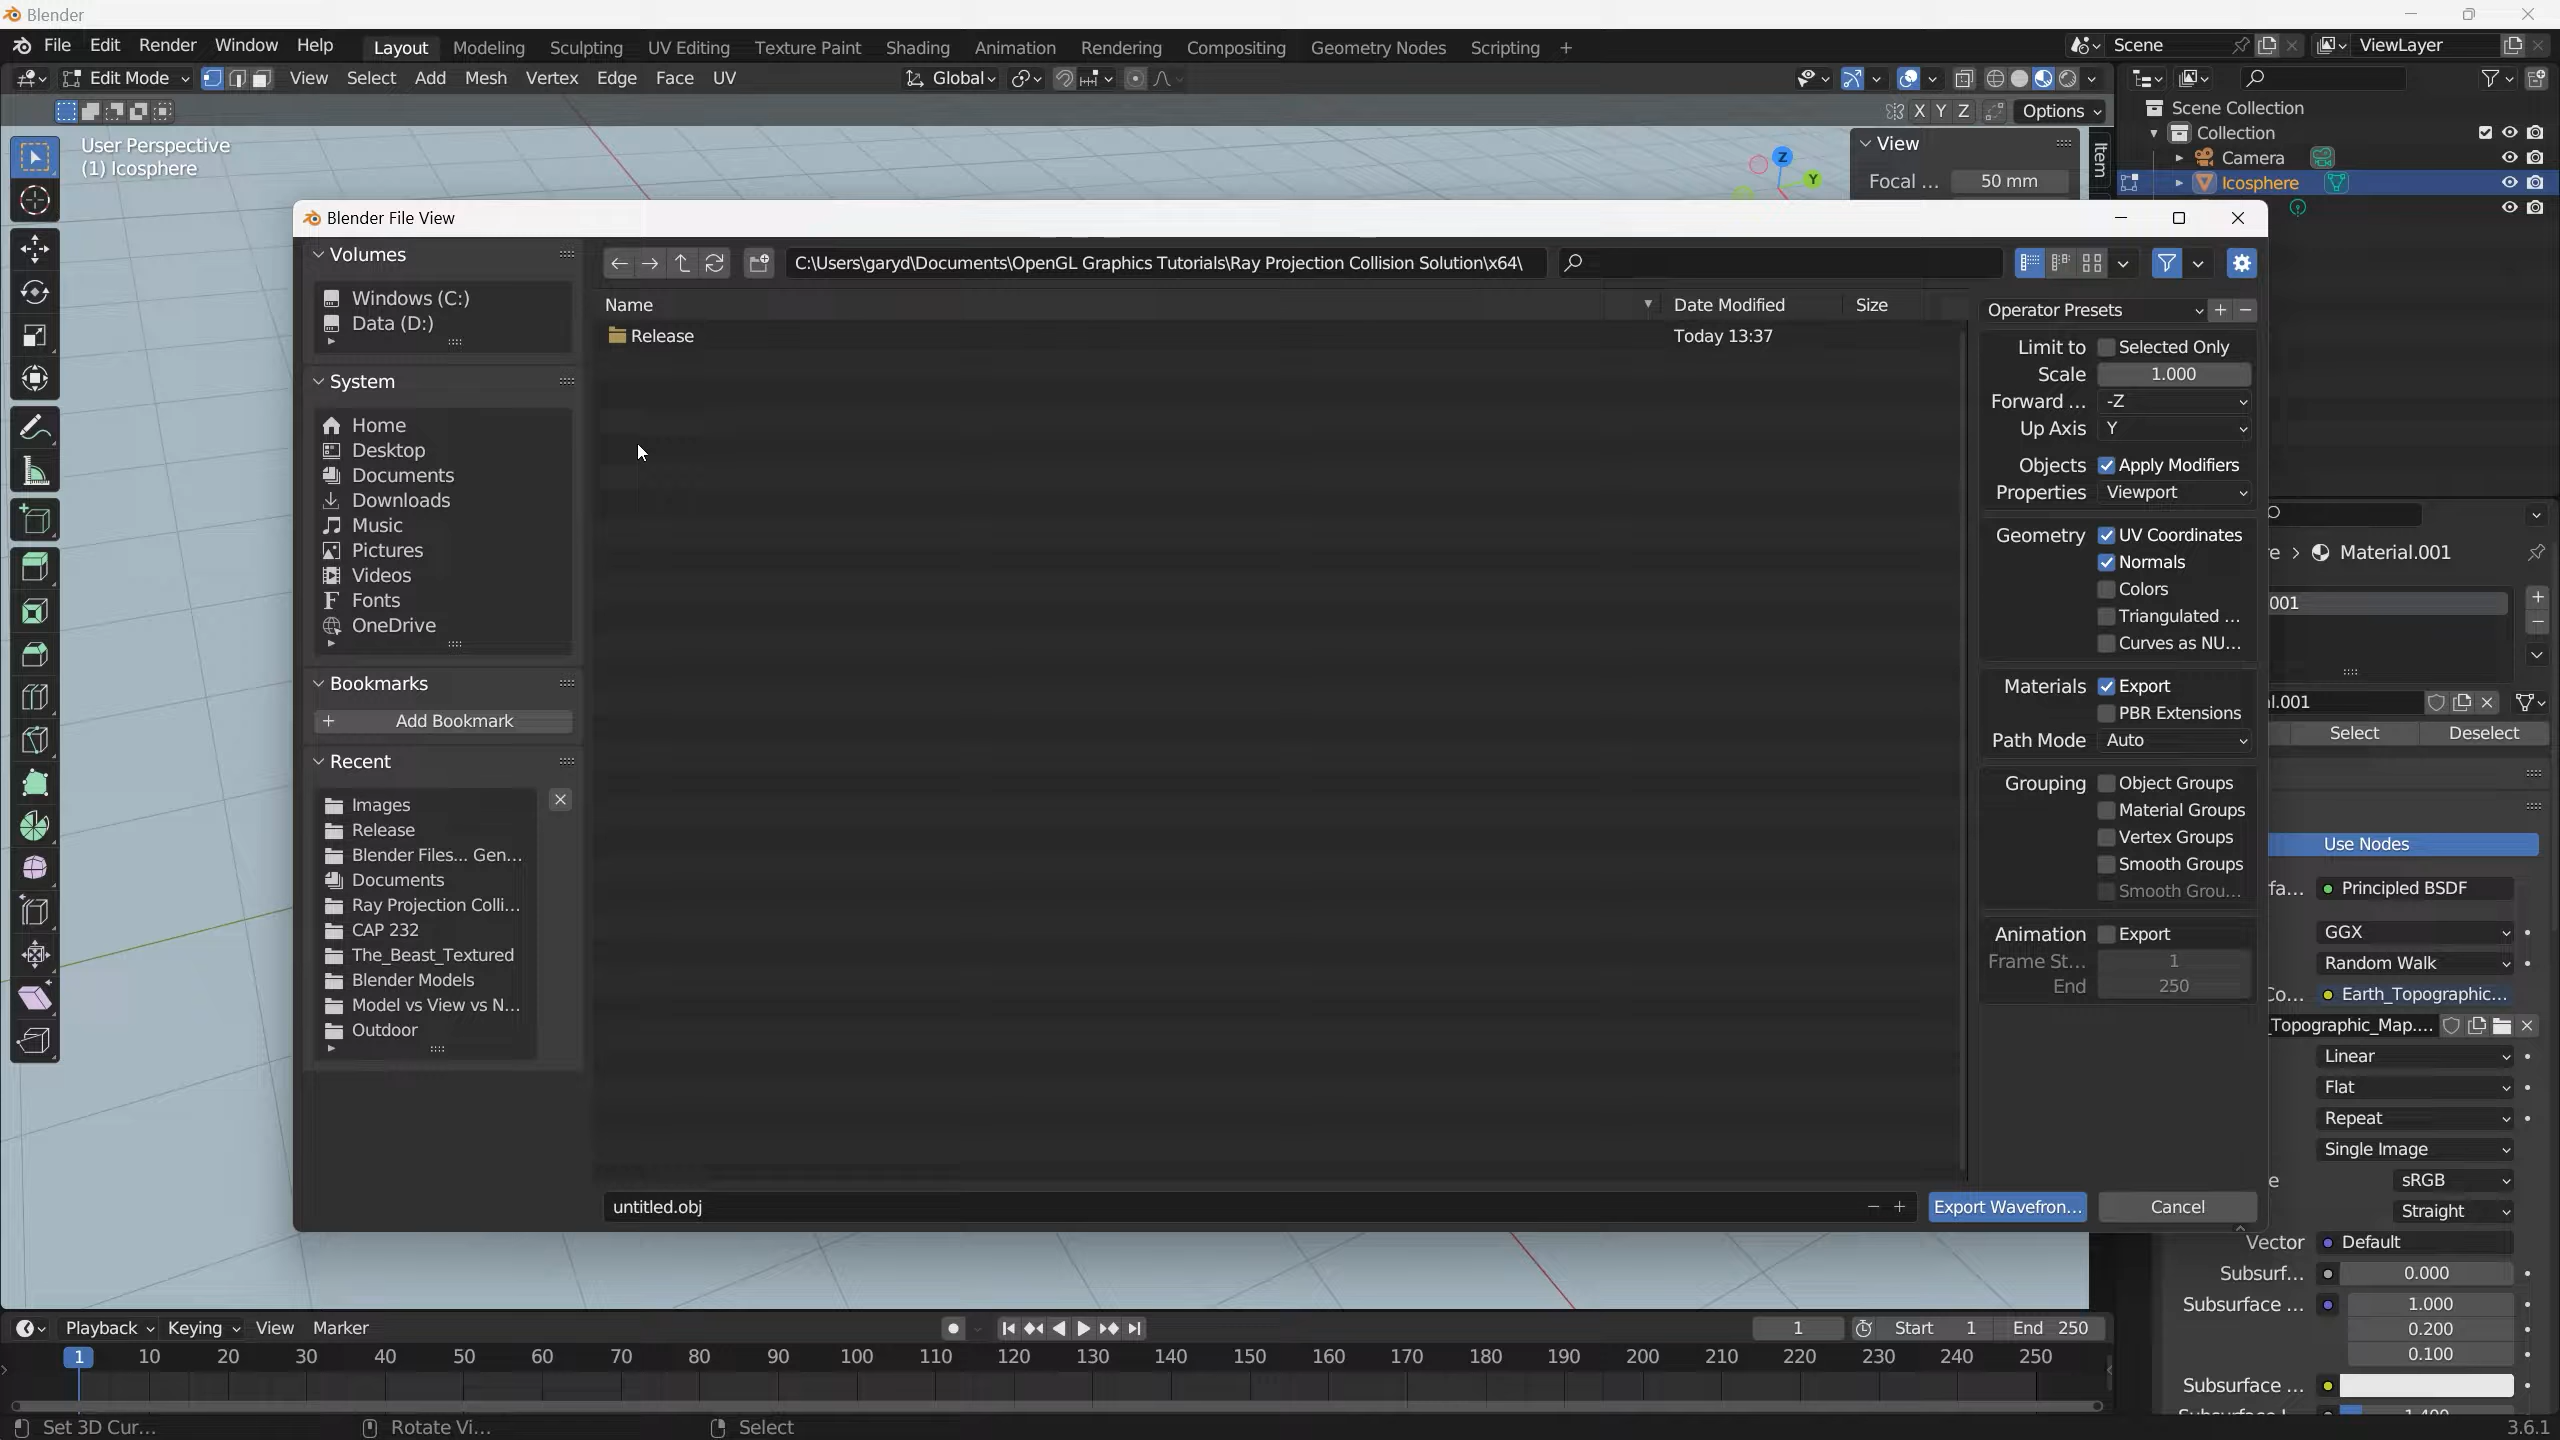 Blender
File Edit Render Window Help Layout Modeling Sculpting UV Editing Texture Paint Shading Animation Rendering Compositing Geometry Nodes Scripting + Scene ViewLayer
Edit Mode View Select Add Mesh Vertex Edge Face UV Global
X Y Z Options
User Perspective
(1) Icosphere
Z
Y
View
Focal ... 50 mm
Item
Scene Collection
Collection
Camera
Icosphere
Blender File View
Volumes
Windows (C:)
Data (D:)
System
Home
Desktop
Documents
Downloads
Music
Pictures
Videos
Fonts
OneDrive
Bookmarks
+ Add Bookmark
Recent
Images
Release
Blender Files... Gen...
Documents
Ray Projection Colli...
CAP 232
The_Beast_Textured
Blender Models
Model vs View vs N...
Outdoor
C:\Users\garyd\Documents\OpenGL Graphics Tutorials\Ray Projection Collision Solution\x64\
Name Date Modified Size
Release Today 13:37
untitled.obj
Export Wavefron... Cancel
Operator Presets
Limit to Selected Only
Scale 1.000
Forward ... -Z
Up Axis Y
Objects Apply Modifiers
Properties Viewport
Geometry UV Coordinates
Normals
Colors
Triangulated ...
Curves as NU...
Materials Export
PBR Extensions
Path Mode Auto
Grouping Object Groups
Material Groups
Vertex Groups
Smooth Groups
Smooth Grou...
Animation Export
Frame St... 1
End 250
re > Material.001
001
l.001
Select Deselect
Use Nodes
fa... Principled BSDF
GGX
Random Walk
Co... Earth_Topographic...
_Topographic_Map....
Linear
Flat
Repeat
Single Image
e sRGB
Straight
Vector Default
Subsurf... 0.000
Subsurface ... 1.000
0.200
0.100
Subsurface ...
Playback Keying View Marker 1 Start 1 End 250
1 10 20 30 40 50 60 70 80 90 100 110 120 130 140 150 160 170 180 190 200 210 220 230 240 250
Set 3D Cur... Rotate Vi... Select 3.6.1